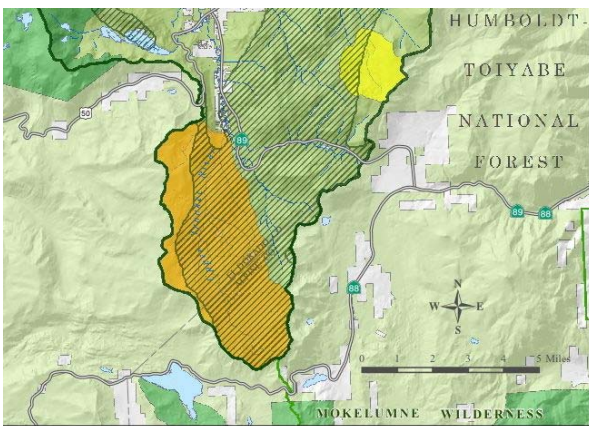 HUMBOLDT-
TOIYABE
NATIONAL
FOREST
50
89
89 88
88
N
W E
S
0 1 2 3 4 5 Miles
MOKELUMNE WILDERNESS